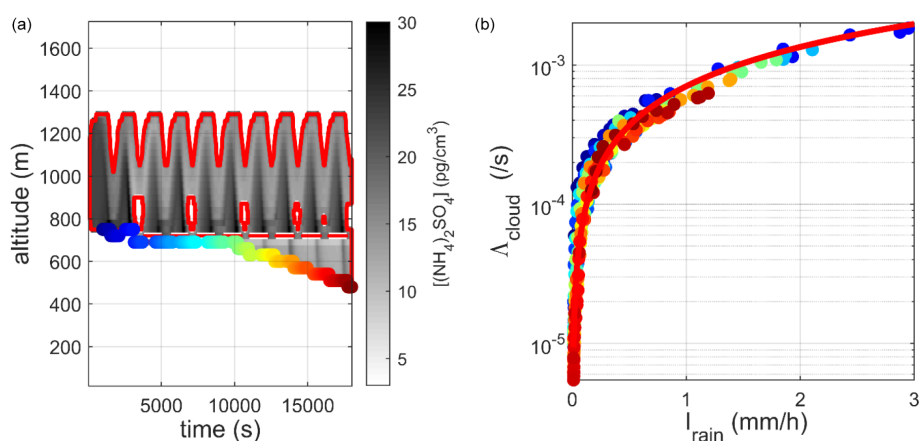 (a)
1600
1400
1200
1000
800
600
400
200
altitude (m)
5000 10000 15000
time (s)
30
25
20
15
10
5
[(NH4)2SO4] (pg/cm³)
(b)
10⁻³
10⁻⁴
10⁻⁵
Λcloud (/s)
0 1 2 3
Irain (mm/h)